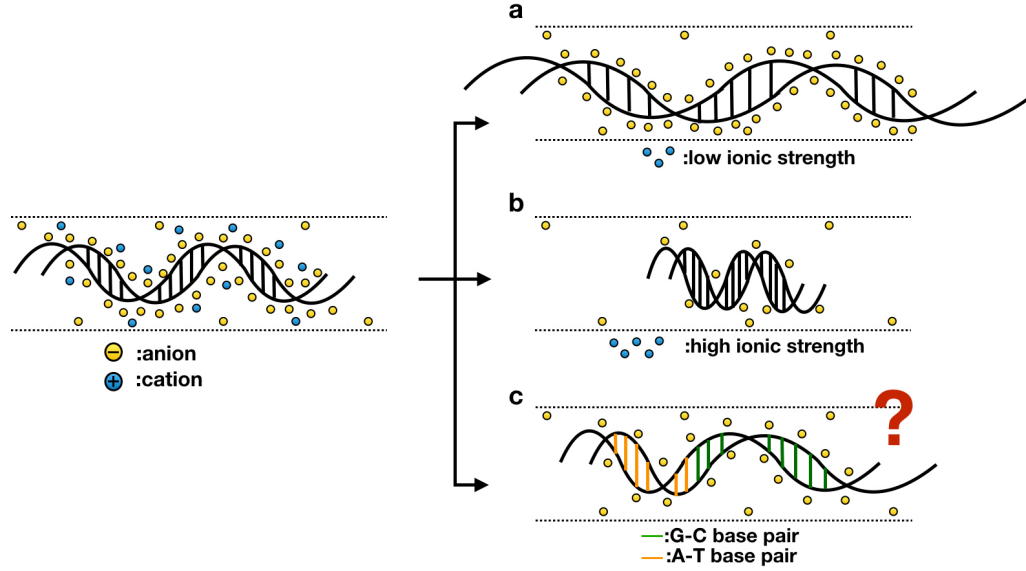 a
:low ionic strength
b
− :anion
+ :cation
:high ionic strength
c
?
:G-C base pair
:A-T base pair